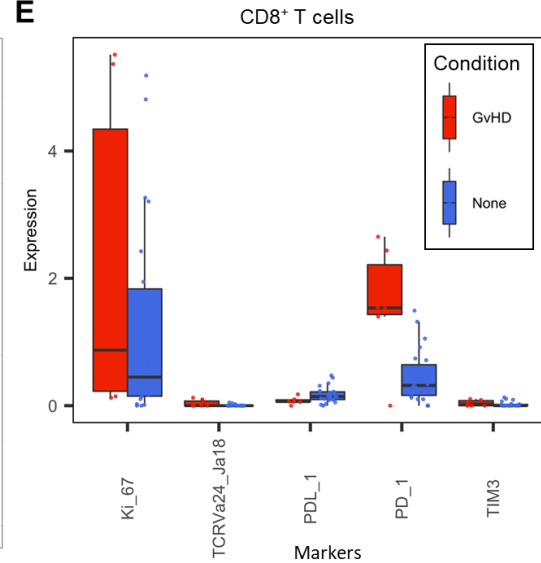 E
CD8⁺ T cells
Condition
GvHD
None
Expression
4
2
0
Ki_67
TCRVa24_Ja18
PDL_1
PD_1
TIM3
Markers